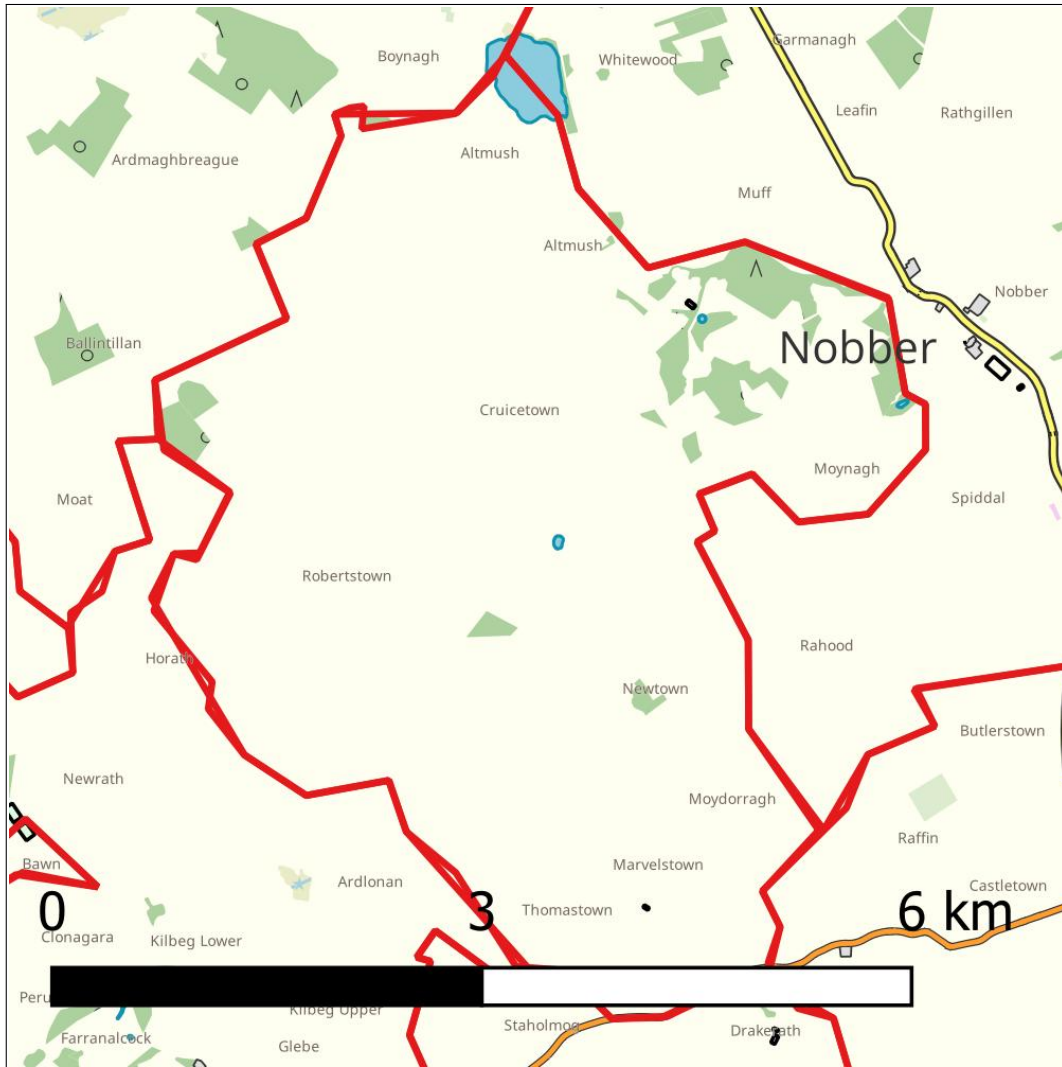 Boynagh
Whitewood
Garmanagh
Leafin
Rathgillen
Ardmaghbreague
Altmush
Muff
Altmush
Nobber
Ballintillan
Nobber
Cruicetown
Moynagh
Moat
Spiddal
Robertstown
Rahood
Horath
Newtown
Butlerstown
Newrath
Moydorragh
Raffin
Bawn
Marvelstown
Ardlonan
Castletown
0 3 6 km
Thomastown
Clonagara
Kilbeg Lower
Kilbeg Upper
Staholmog
Drakerath
Farranalcock
Glebe